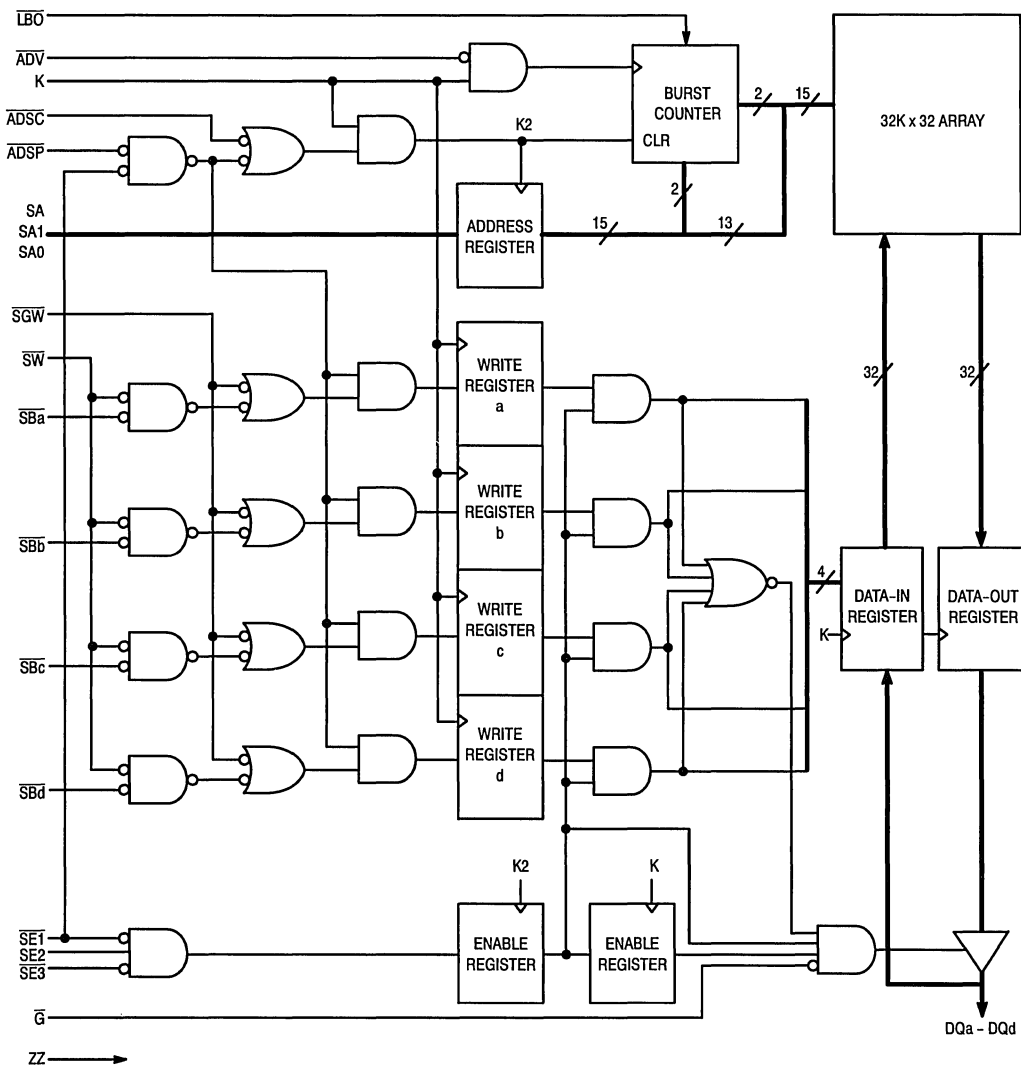 LBO
ADV
K
BURST
COUNTER
2
15
32K x 32 ARRAY
ADSC
K2
CLR
ADSP
2
SA
SA1
SA0
ADDRESS
REGISTER
15
13
SGW
SW
WRITE
REGISTER
a
32
32
SBa
WRITE
REGISTER
b
SBb
4
DATA–IN
REGISTER
DATA–OUT
REGISTER
K
WRITE
REGISTER
c
SBc
WRITE
REGISTER
d
SBd
K2
K
SE1
SE2
SE3
ENABLE
REGISTER
ENABLE
REGISTER
G
DQa – DQd
ZZ